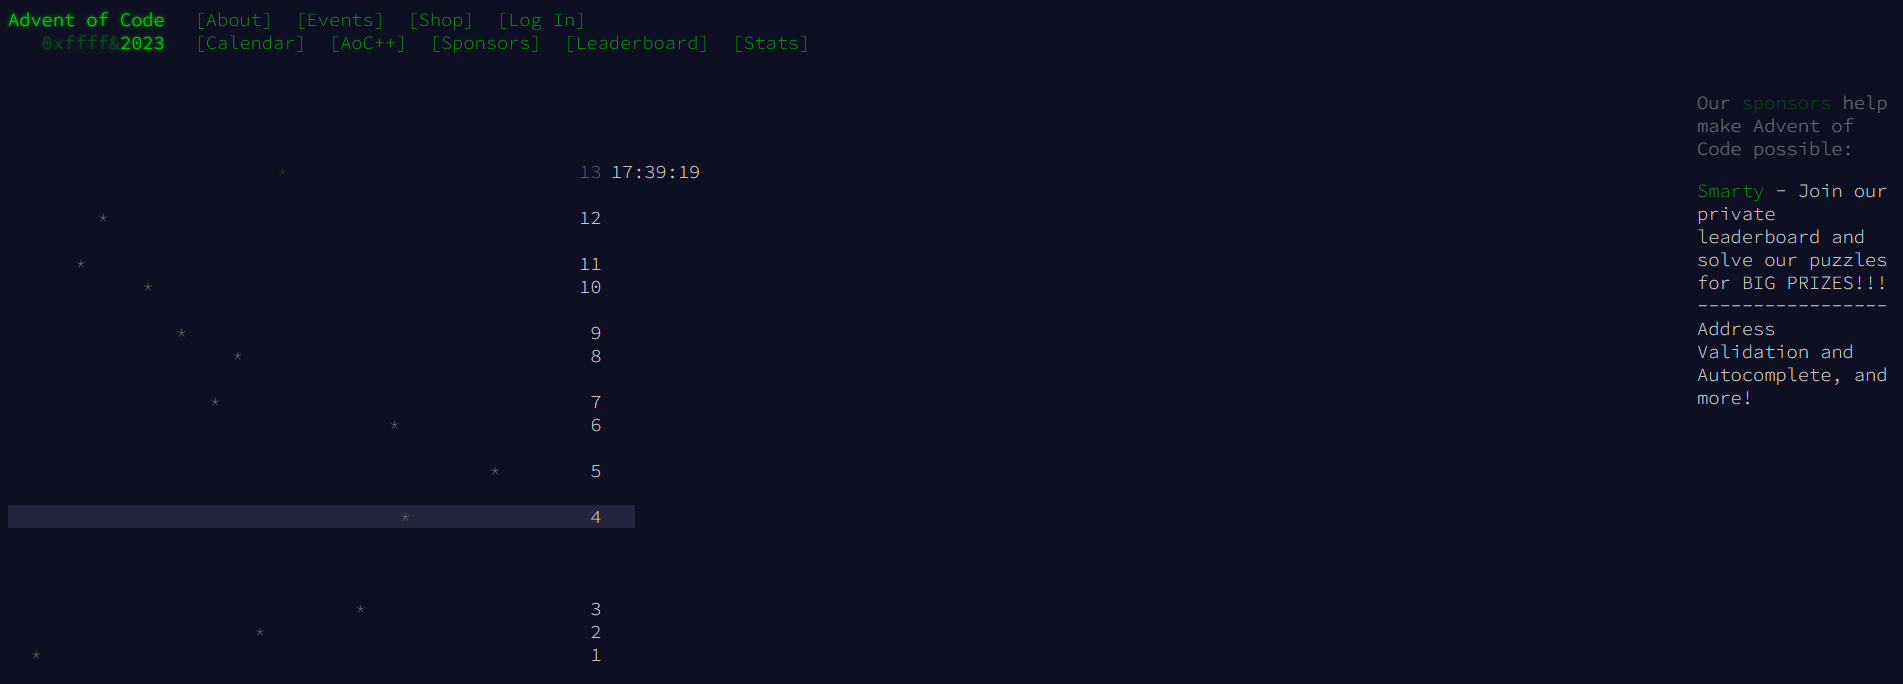 Advent of Code [About] [Events] [Shop] [Log In]
0xffff&2023 [Calendar] [AoC++] [Sponsors] [Leaderboard] [Stats]
* 13 17:39:19
* 12
* 11
* 10
* 9
* 8
* 7
* 6
* 5
* 4
* 3
* 2
* 1
Our sponsors help
make Advent of
Code possible:
Smarty - Join our
private
leaderboard and
solve our puzzles
for BIG PRIZES!!!
-----------------
Address
Validation and
Autocomplete, and
more!